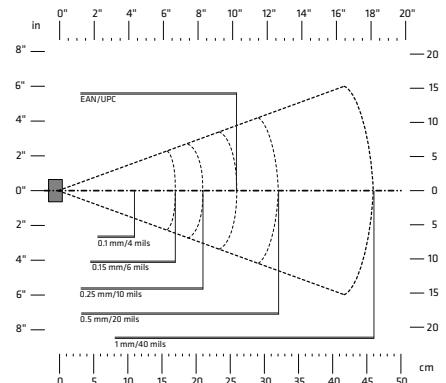 in 0" 2" 4" 6" 8" 10" 12" 14" 16" 18" 20"
8" 20
6" 15
EAN/UPC
4" 10
2" 5
0" 0
2" 5
0.1 mm/4 mils
4" 10
0.15 mm/6 mils
6" 15
0.25 mm/10 mils
0.5 mm/20 mils
8" 20
1 mm/40 mils
cm
0 5 10 15 20 25 30 35 40 45 50